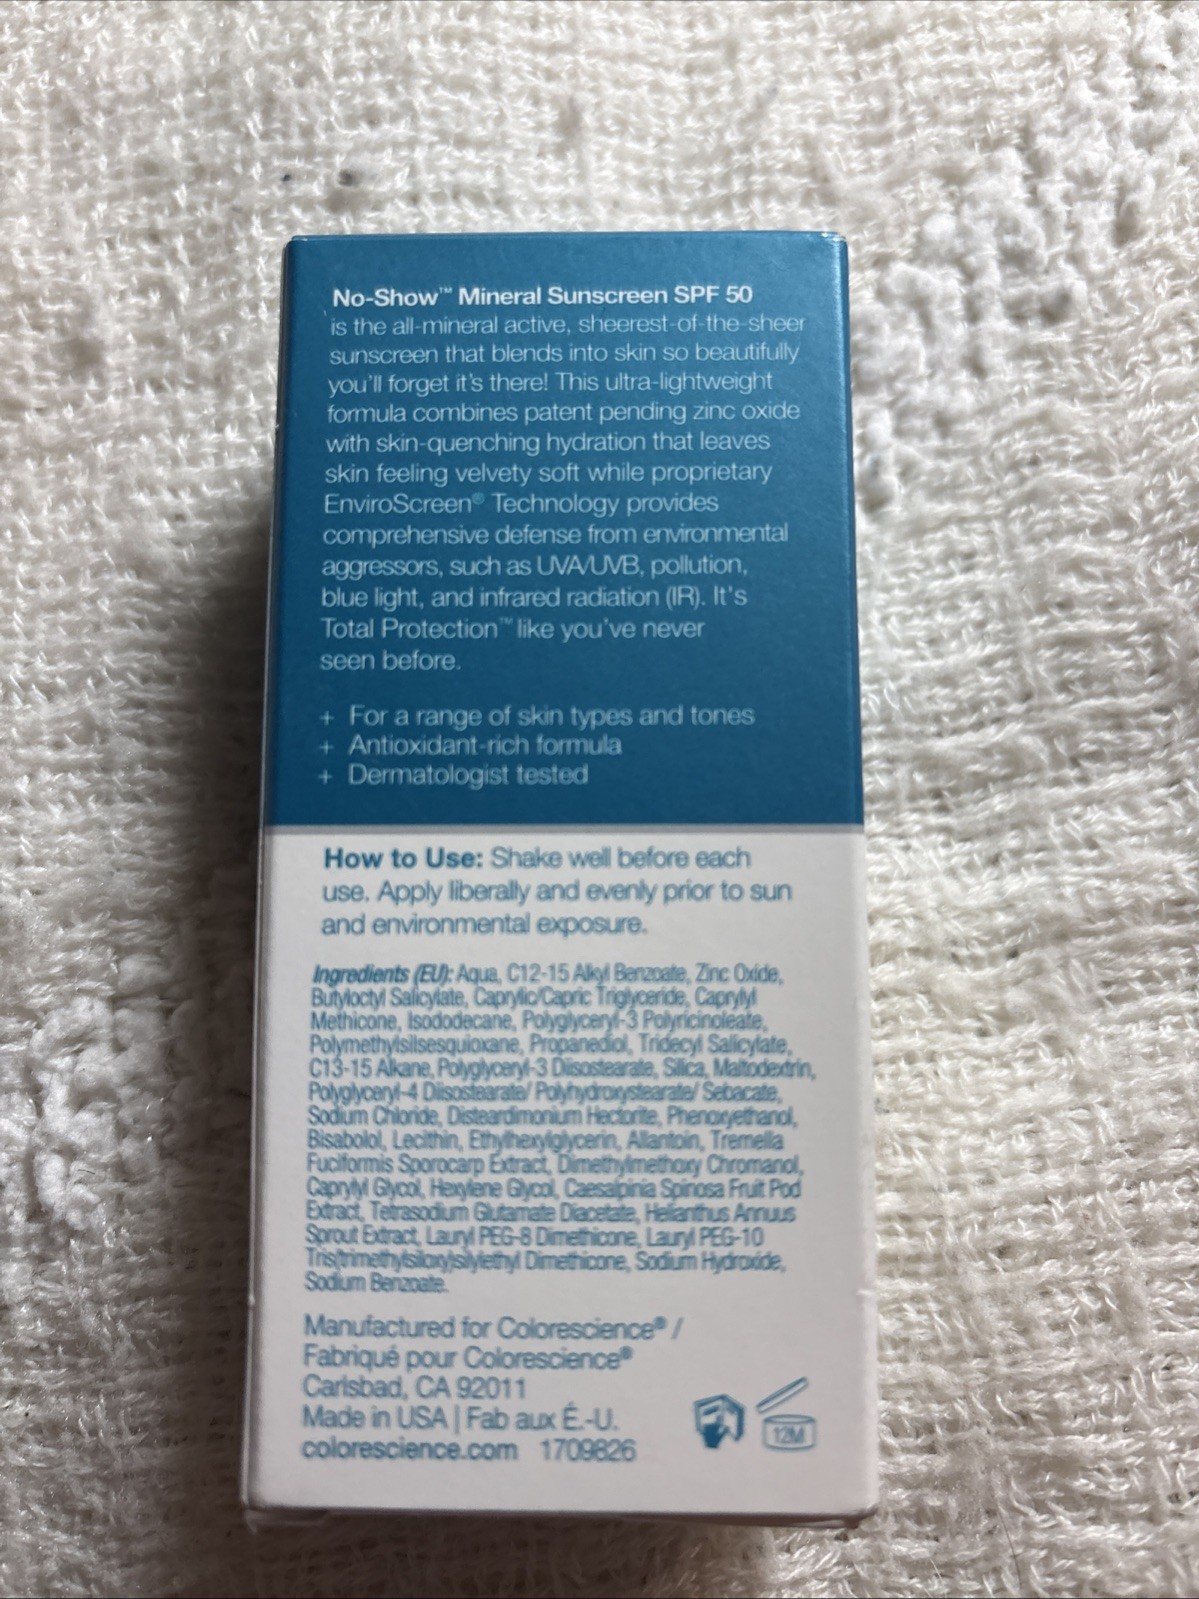 No-Show™ Mineral Sunscreen SPF 50
is the all-mineral active, sheerest-of-the-sheer
sunscreen that blends into skin so beautifully
you'll forget it's there! This ultra-lightweight
formula combines patent pending zinc oxide
with skin-quenching hydration that leaves
skin feeling velvety soft while proprietary
EnviroScreen® Technology provides
comprehensive defense from environmental
aggressors, such as UVA/UVB, pollution,
blue light, and infrared radiation (IR). It's
Total Protection™ like you've never
seen before.
+ For a range of skin types and tones
+ Antioxidant-rich formula
+ Dermatologist tested
How to Use: Shake well before each
use. Apply liberally and evenly prior to sun
and environmental exposure.
Ingredients (EU): Aqua, C12-15 Alkyl Benzoate, Zinc Oxide,
Butyloctyl Salicylate, Caprylic/Capric Triglyceride, Caprylyl
Methicone, Isododecane, Polyglyceryl-3 Polyricinoleate,
Polymethylsilsesquioxane, Propanediol, Tridecyl Salicylate,
C13-15 Alkane, Polyglyceryl-3 Diisostearate, Silica, Maltodextrin,
Polyglyceryl-4 Diisostearate/ Polyhydroxystearate/ Sebacate,
Sodium Chloride, Disteardimonium Hectorite, Phenoxyethanol,
Bisabolol, Lecithin, Ethylhexylglycerin, Allantoin, Tremella
Fuciformis Sporocarp Extract, Dimethylmethoxy Chromanol,
Caprylyl Glycol, Hexylene Glycol, Caesalpinia Spinosa Fruit Pod
Extract, Tetrasodium Glutamate Diacetate, Helianthus Annuus
Sprout Extract, Lauryl PEG-8 Dimethicone, Lauryl PEG-10
Tris(trimethylsiloxy)silylethyl Dimethicone, Sodium Hydroxide,
Sodium Benzoate.
Manufactured for Colorescience® /
Fabriqué pour Colorescience®
Carlsbad, CA 92011
Made in USA | Fab aux É.-U.
colorescience.com 1709826
12M